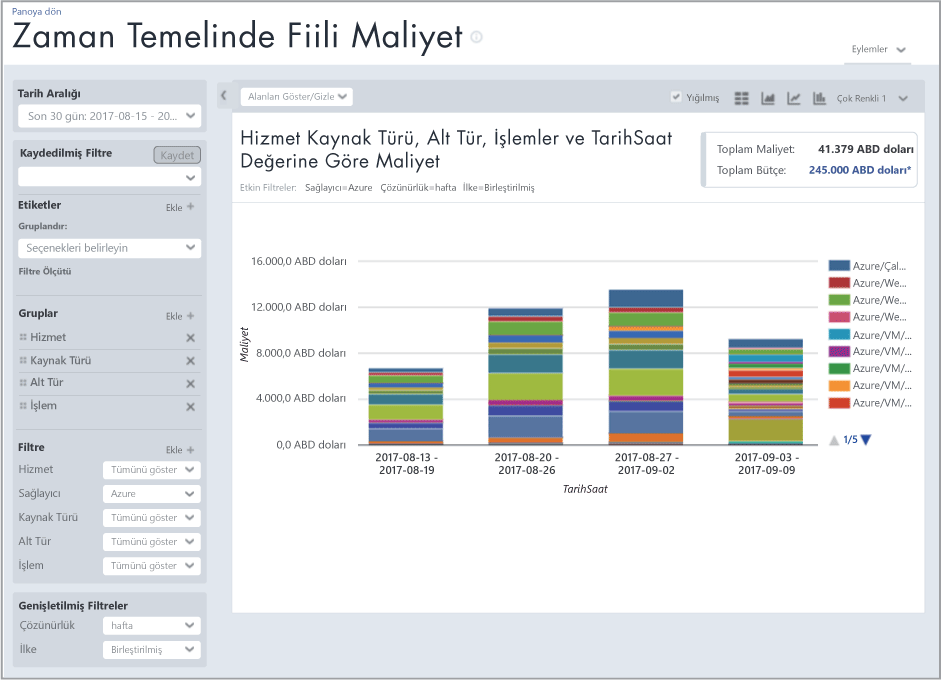 Panoya dön
Zaman Temelinde Fiili Maliyet
Eylemler
Tarih Aralığı
Son 30 gün: 2017-08-15 - 20...
Kaydedilmiş Filtre
Kaydet
Etiketler
Ekle +
Gruplandır:
Seçenekleri belirleyin
Filtre Ölçütü
Gruplar
Ekle +
Hizmet
Kaynak Türü
Alt Tür
İşlem
Filtre
Ekle +
Hizmet Tümünü göster
Sağlayıcı Azure
Kaynak Türü Tümünü göster
Alt Tür Tümünü göster
İşlem Tümünü göster
Genişletilmiş Filtreler
Çözünürlük hafta
İlke Birleştirilmiş
Alanları Göster/Gizle
Yığılmış
Çok Renkli 1
Hizmet Kaynak Türü, Alt Tür, İşlemler ve TarihSaat
Değerine Göre Maliyet
Etkin Filtreler: Sağlayıcı=Azure Çözünürlük=hafta İlke=Birleştirilmiş
Toplam Maliyet: 41.379 ABD doları
Toplam Bütçe: 245.000 ABD doları*
Maliyet
16.000,0 ABD doları
12.000,0 ABD doları
8.000,0 ABD doları
4.000,0 ABD doları
0,0 ABD doları
2017-08-13 -
2017-08-19
2017-08-20 -
2017-08-26
2017-08-27 -
2017-09-02
2017-09-03 -
2017-09-09
TarihSaat
Azure/Çal...
Azure/We...
Azure/We...
Azure/We...
Azure/VM/...
Azure/VM/...
Azure/VM/...
Azure/VM/...
Azure/VM/...
1/5